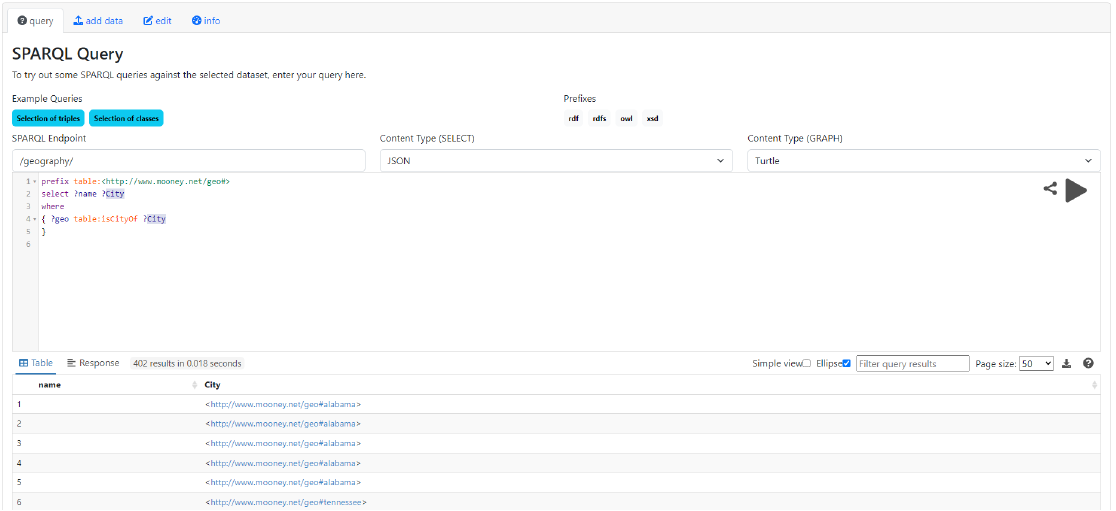 query add data edit info
SPARQL Query
To try out some SPARQL queries against the selected dataset, enter your query here.
Example Queries Prefixes
Selection of triples Selection of classes rdf rdfs owl xsd
SPARQL Endpoint Content Type (SELECT) Content Type (GRAPH)
/geography/ JSON Turtle
1 prefix table:<http://www.mooney.net/geo#>
2 select ?name ?City
3 where
4 { ?geo table:isCityOf ?City
5 }
6
Table Response 402 results in 0.018 seconds Simple view Ellipse Filter query results Page size: 50
name City
1 <http://www.mooney.net/geo#alabama>
2 <http://www.mooney.net/geo#alabama>
3 <http://www.mooney.net/geo#alabama>
4 <http://www.mooney.net/geo#alabama>
5 <http://www.mooney.net/geo#alabama>
6 <http://www.mooney.net/geo#tennessee>